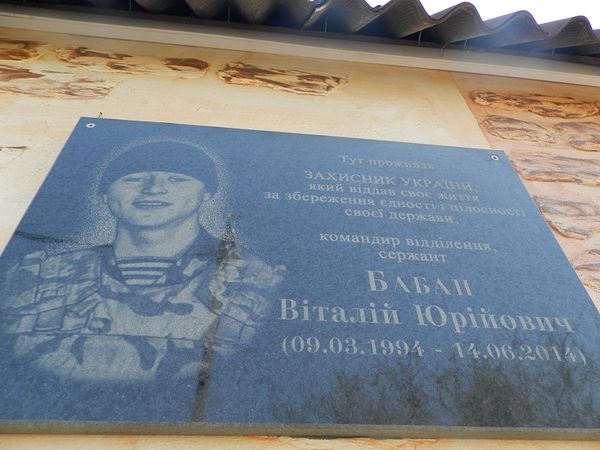 Тут проживав
ЗАХИСНИК УКРАЇНИ,
який віддав своє життя
за збереження єдності і цілосності
своєї держави,
командир відділення,
сержант
БАБАН
Віталій Юрійович
(09.03.1994 - 14.06.2014)